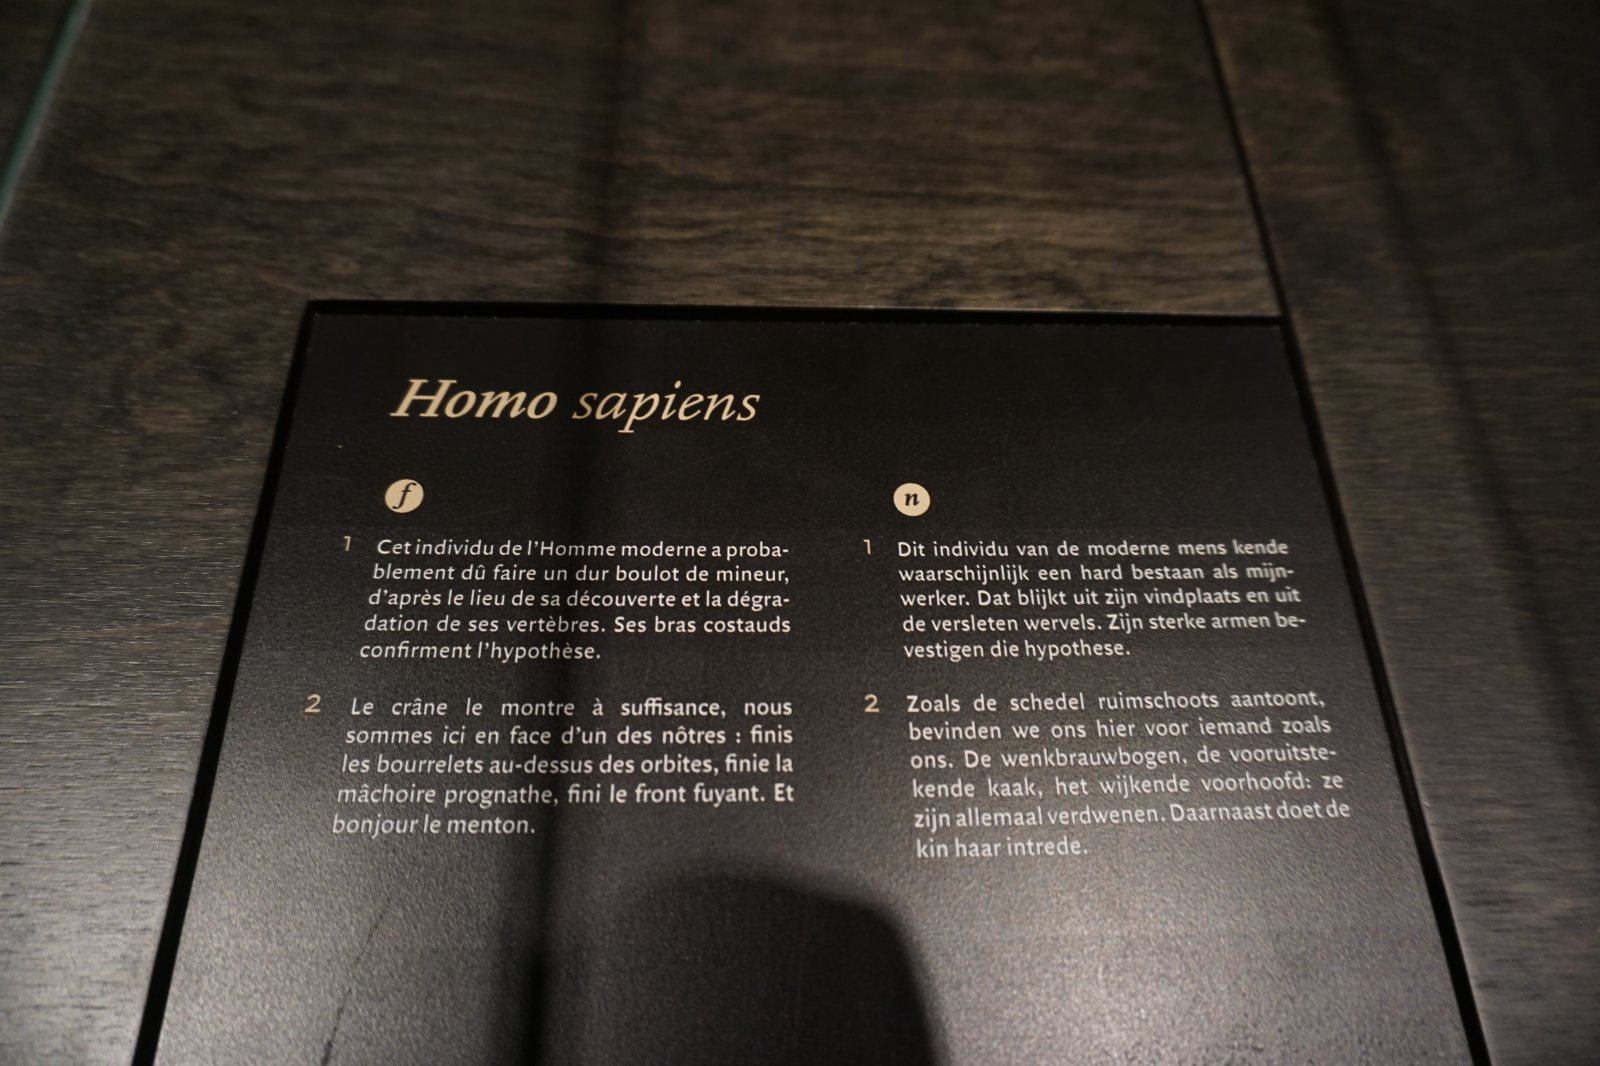 Homo sapiens
f
1 Cet individu de l'Homme moderne a proba-
blement dû faire un dur boulot de mineur,
d'après le lieu de sa découverte et la dégra-
dation de ses vertèbres. Ses bras costauds
confirment l'hypothèse.
2 Le crâne le montre à suffisance, nous
sommes ici en face d'un des nôtres : finis
les bourrelets au-dessus des orbites, finie la
mâchoire prognathe, fini le front fuyant. Et
bonjour le menton.
n
1 Dit individu van de moderne mens kende
waarschijnlijk een hard bestaan als mijn-
werker. Dat blijkt uit zijn vindplaats en uit
de versleten wervels. Zijn sterke armen be-
vestigen die hypothese.
2 Zoals de schedel ruimschoots aantoont,
bevinden we ons hier voor iemand zoals
ons. De wenkbrauwbogen, de vooruitste-
kende kaak, het wijkende voorhoofd: ze
zijn allemaal verdwenen. Daarnaast doet de
kin haar intrede.